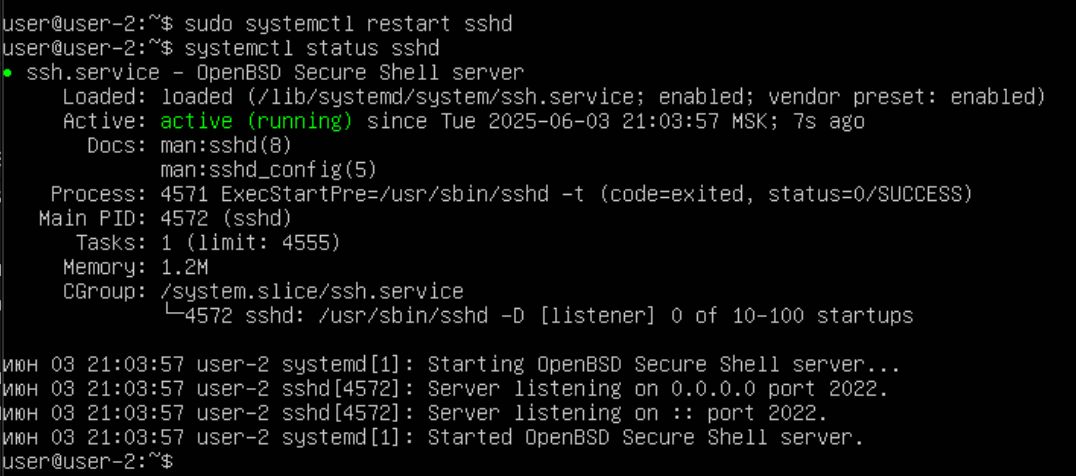 user@user-2:~$ sudo systemctl restart sshd
user@user-2:~$ systemctl status sshd
● ssh.service - OpenBSD Secure Shell server
Loaded: loaded (/lib/systemd/system/ssh.service; enabled; vendor preset: enabled)
Active: active (running) since Tue 2025-06-03 21:03:57 MSK; 7s ago
Docs: man:sshd(8)
man:sshd_config(5)
Process: 4571 ExecStartPre=/usr/sbin/sshd -t (code=exited, status=0/SUCCESS)
Main PID: 4572 (sshd)
Tasks: 1 (limit: 4555)
Memory: 1.2M
CGroup: /system.slice/ssh.service
└─4572 sshd: /usr/sbin/sshd -D [listener] 0 of 10-100 startups
июн 03 21:03:57 user-2 systemd[1]: Starting OpenBSD Secure Shell server...
июн 03 21:03:57 user-2 sshd[4572]: Server listening on 0.0.0.0 port 2022.
июн 03 21:03:57 user-2 sshd[4572]: Server listening on :: port 2022.
июн 03 21:03:57 user-2 systemd[1]: Started OpenBSD Secure Shell server.
user@user-2:~$